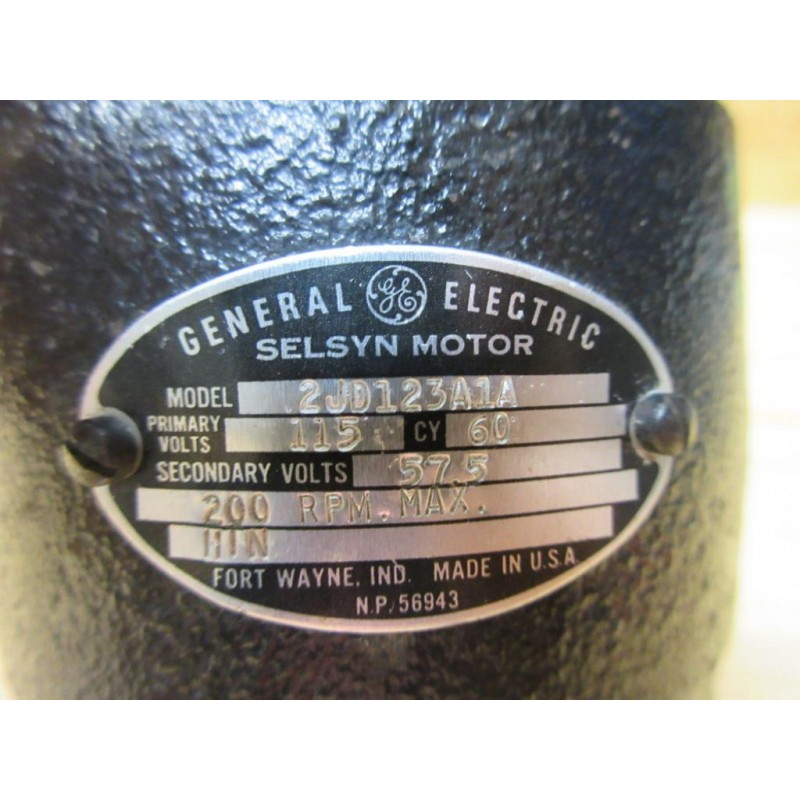 GENERAL GE ELECTRIC
SELSYN MOTOR
MODEL 2JD123A1A
PRIMARY VOLTS 115 CY 60
SECONDARY VOLTS 57.5
200 RPM. MAX.
HIN
FORT WAYNE, IND. MADE IN U.S.A.
N.P. 56943